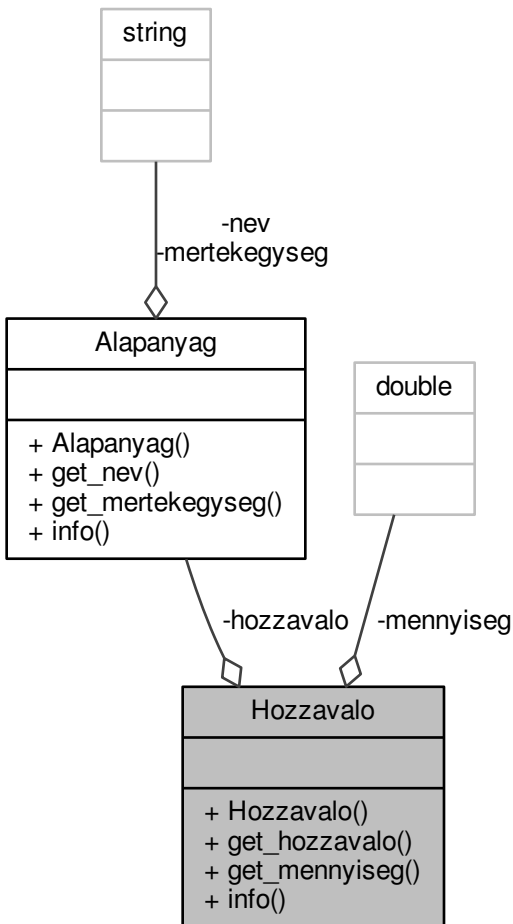 string
-nev
-mertekegyseg
Alapanyag
+ Alapanyag()
+ get_nev()
+ get_mertekegyseg()
+ info()
double
-hozzavalo
-mennyiseg
Hozzavalo
+ Hozzavalo()
+ get_hozzavalo()
+ get_mennyiseg()
+ info()